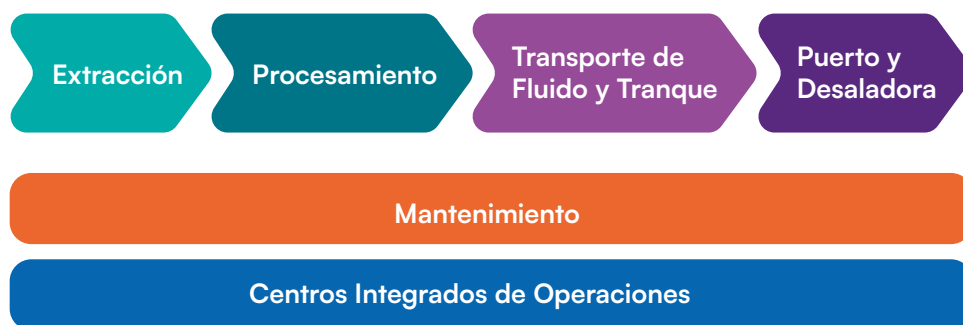 Extracción
Procesamiento
Transporte de
Fluido y Tranque
Puerto y
Desaladora
Mantenimiento
Centros Integrados de Operaciones